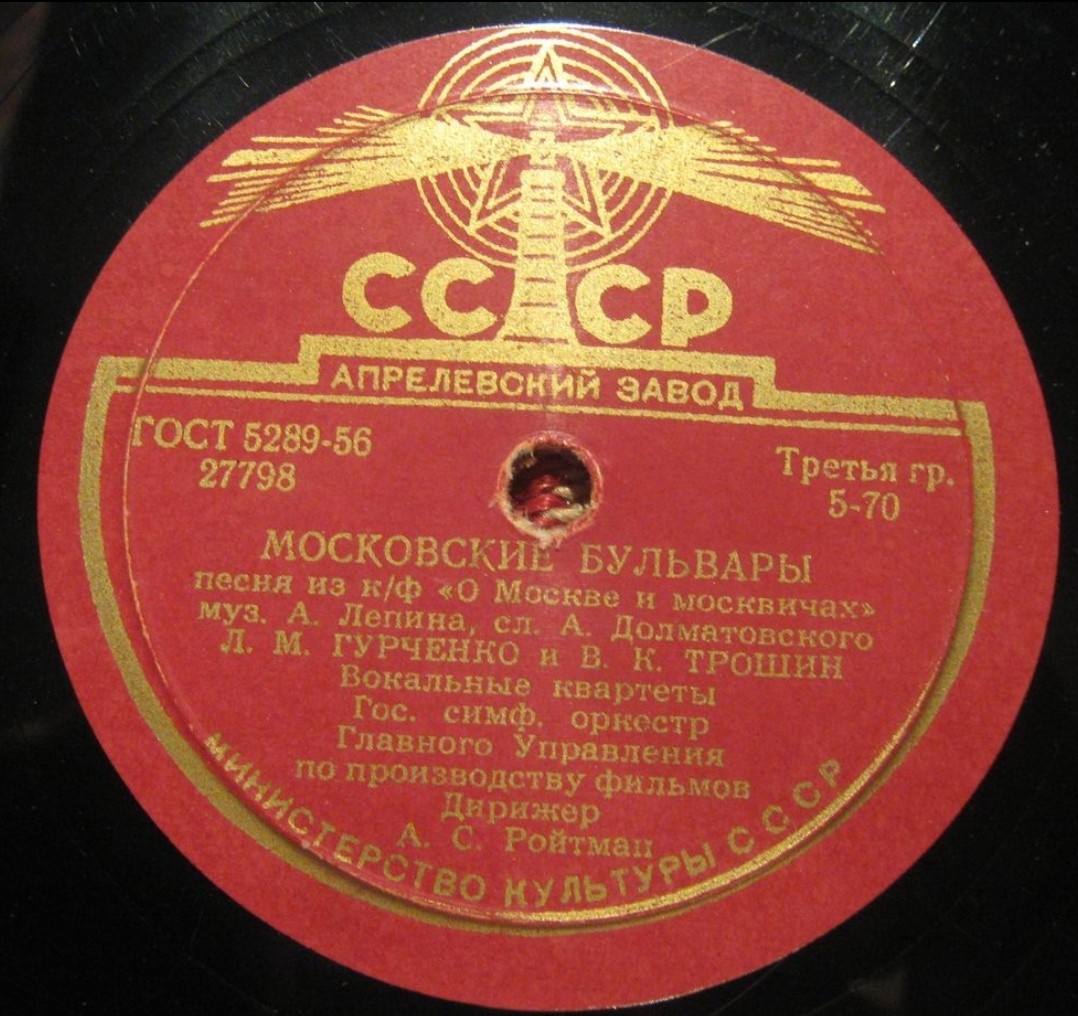 СССР
АПРЕЛЕВСКИЙ ЗАВОД
ГОСТ 5289-56
27798
Третья гр.
5-70
МОСКОВСКИЕ БУЛЬВАРЫ
песня из к/ф «О Москве и москвичах»
муз. А. Лепина, сл. А. Долматовского
Л. М. ГУРЧЕНКО и В. К. ТРОШИН
Вокальные квартеты
Гос. симф. оркестр
Главного Управления
по производству фильмов
Дирижер
А. С. Ройтман
МИНИСТЕРСТВО КУЛЬТУРЫ СССР